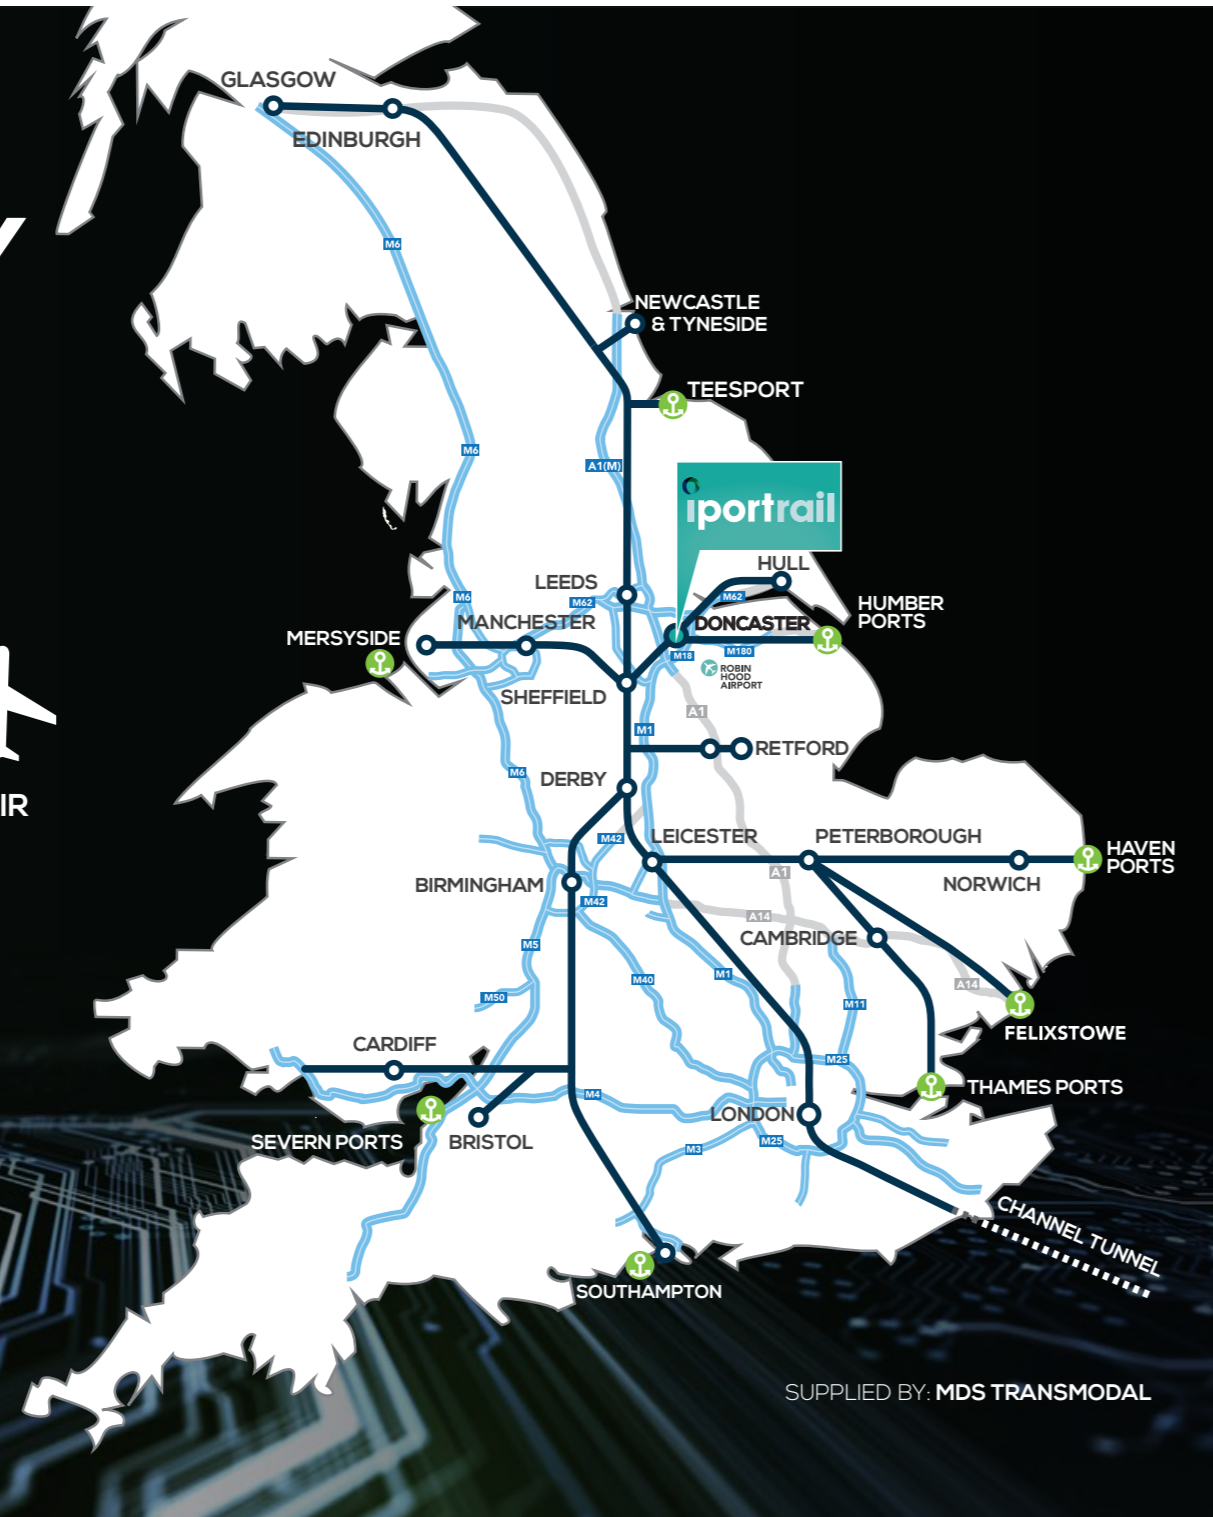 Y
GLASGOW
EDINBURGH
M6
NEWCASTLE
& TYNESIDE
TEESPORT
M6
A1(M)
iportrail
HULL
LEEDS
M62
M6
M62
HUMBER
PORTS
MANCHESTER
DONCASTER
MERSYSIDE
M18
M180
ROBIN
HOOD
AIRPORT
SHEFFIELD
A1
M1
RETFORD
M6
DERBY
IR
M42
LEICESTER
PETERBOROUGH
HAVEN
PORTS
A1
BIRMINGHAM
NORWICH
M42
A14
CAMBRIDGE
M5
M1
M40
A14
M50
M11
FELIXSTOWE
CARDIFF
M25
THAMES PORTS
M4
LONDON
SEVERN PORTS
BRISTOL
M25
M3
CHANNEL TUNNEL
SOUTHAMPTON
SUPPLIED BY: MDS TRANSMODAL